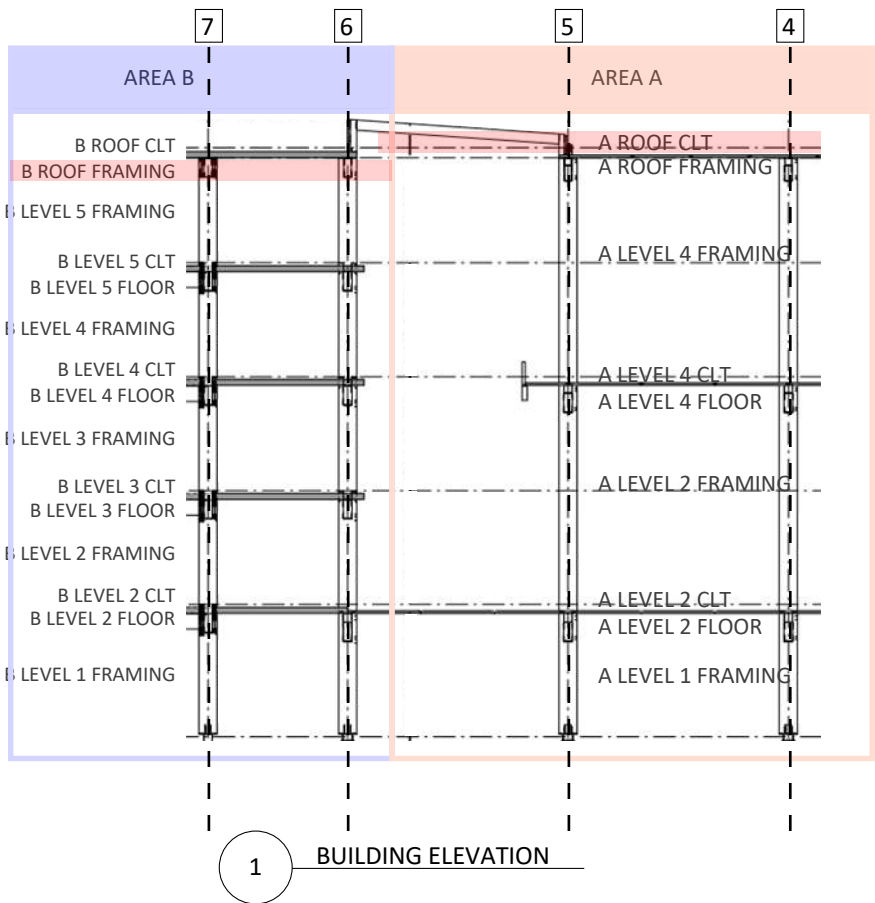 7 6 5 4
AREA B AREA A
B ROOF CLT
B ROOF FRAMING
B LEVEL 5 FRAMING
B LEVEL 5 CLT
B LEVEL 5 FLOOR
B LEVEL 4 FRAMING
B LEVEL 4 CLT
B LEVEL 4 FLOOR
B LEVEL 3 FRAMING
B LEVEL 3 CLT
B LEVEL 3 FLOOR
B LEVEL 2 FRAMING
B LEVEL 2 CLT
B LEVEL 2 FLOOR
B LEVEL 1 FRAMING
A ROOF CLT
A ROOF FRAMING
A LEVEL 4 FRAMING
A LEVEL 4 CLT
A LEVEL 4 FLOOR
A LEVEL 2 FRAMING
A LEVEL 2 CLT
A LEVEL 2 FLOOR
A LEVEL 1 FRAMING
1 BUILDING ELEVATION